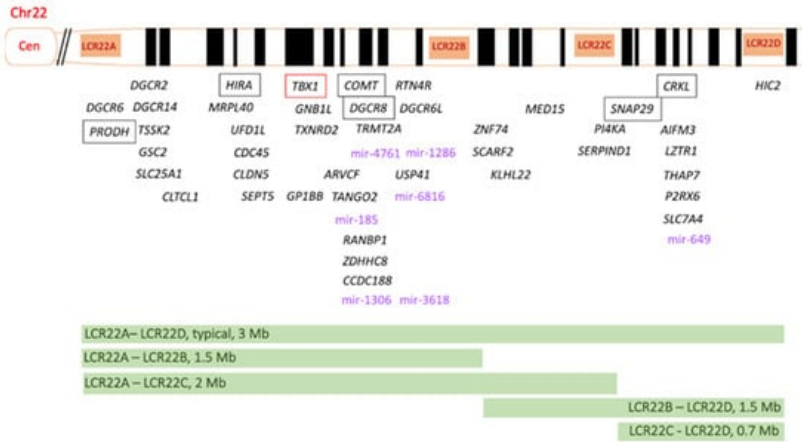 Chr22
Cen LCR22A LCR22B LCR22C LCR22D
DGCR2 HIRA TBX1 COMT RTN4R CRKL HIC2
DGCR6 DGCR14 MRPL40 GNB1L DGCR8 DGCR6L MED15 SNAP29
PRODH TSSK2 UFD1L TXNRD2 TRMT2A ZNF74 PI4KA AIFM3
GSC2 CDC45 mir-4761 mir-1286 SCARF2 SERPIND1 LZTR1
SLC25A1 CLDN5 ARVCF USP41 KLHL22 THAP7
CLTCL1 SEPT5 GP1BB TANGO2 mir-6816 P2RX6
mir-185 SLC7A4
RANBP1 mir-649
ZDHHC8
CCDC188
mir-1306 mir-3618
LCR22A– LCR22D, typical, 3 Mb
LCR22A – LCR22B, 1.5 Mb
LCR22A – LCR22C, 2 Mb
LCR22B – LCR22D, 1.5 Mb
LCR22C - LCR22D, 0.7 Mb